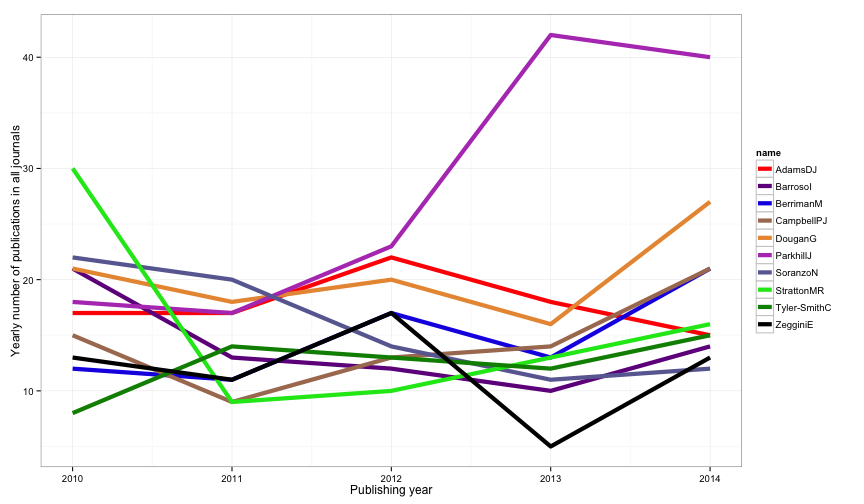 Yearly number of publications in all journals
40
30
20
10
2010 2011 2012 2013 2014
Publishing year
name
AdamsDJ
BarrosoI
BerrimanM
CampbellPJ
DouganG
ParkhillJ
SoranzoN
StrattonMR
Tyler-SmithC
ZegginiE